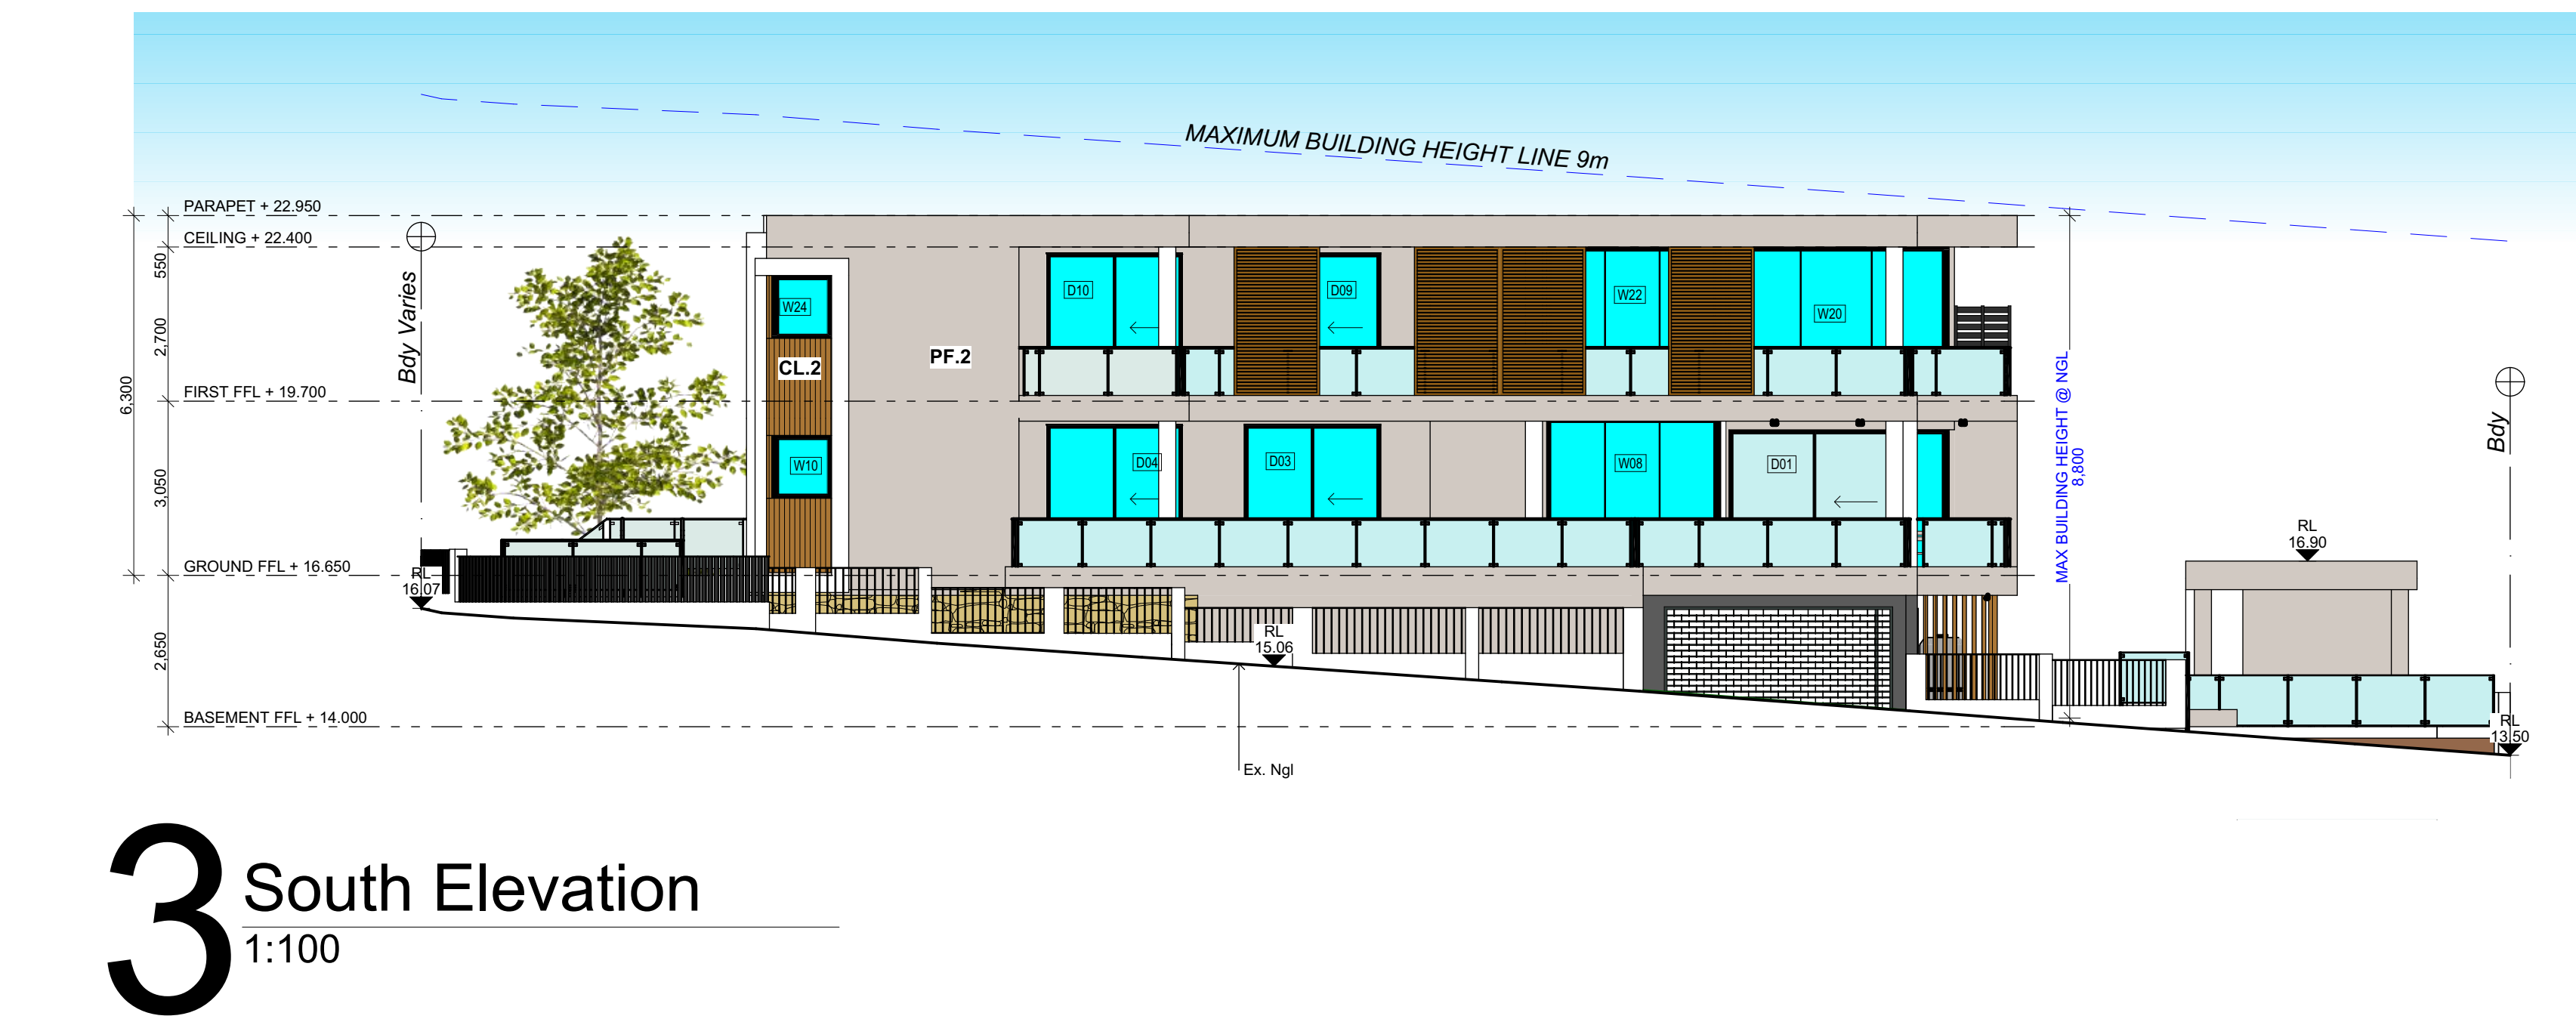 MAXIMUM BUILDING HEIGHT LINE 9m
PARAPET + 22.950
CEILING + 22.400
550
Bdy Varies
2,700
6,300
FIRST FFL + 19.700
3,050
GROUND FFL + 16.650
RL
16.07
2,650
BASEMENT FFL + 14.000
W24
CL.2
W10
PF.2
D10
D09
W22
W20
D04
D03
W08
D01
MAX BUILDING HEIGHT @ NGL
8,800
Bdy
RL
16.90
RL
15.06
RL
13.50
Ex. Ngl
3
South Elevation
1:100